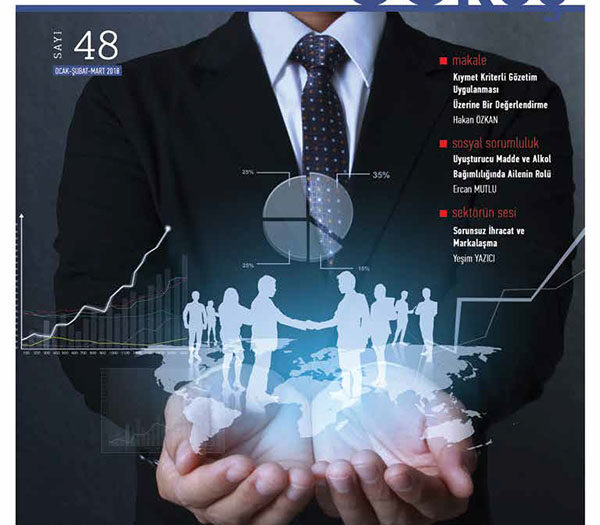 SAYI
48
OCAK-ŞUBAT-MART 2018
makale
Kıymet Kriterli Gözetim
Uygulanması
Üzerine Bir Değerlendirme
Hakan ÖZKAN
sosyal sorumluluk
Uyuşturucu Madde ve Alkol
Bağımlılığında Ailenin Rolü
Ercan MUTLU
sektörün sesi
Sorunsuz İhracat ve
Markalaşma
Yeşim YAZICI
25%
35%
25%
15%